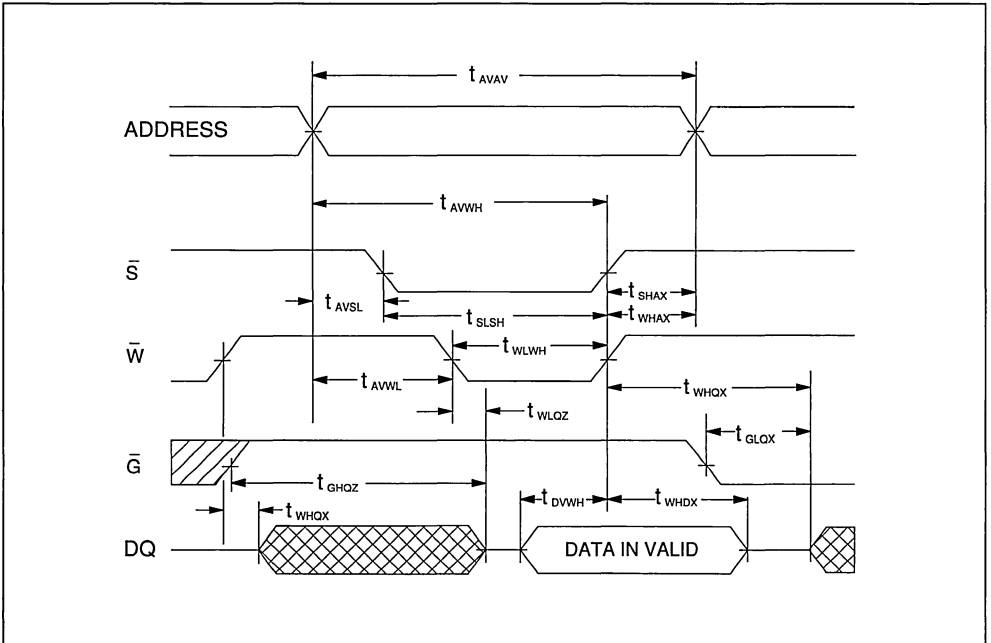 t AVAV
ADDRESS
t AVWH
S̅
t AVSL
t SLSH
t SHAX
t WHAX
W̅
t WLWH
t AVWL
t WHQX
t WLQZ
t GLQX
G̅
t GHQZ
t DVWH
t WHDX
t WHQX
DQ
DATA IN VALID